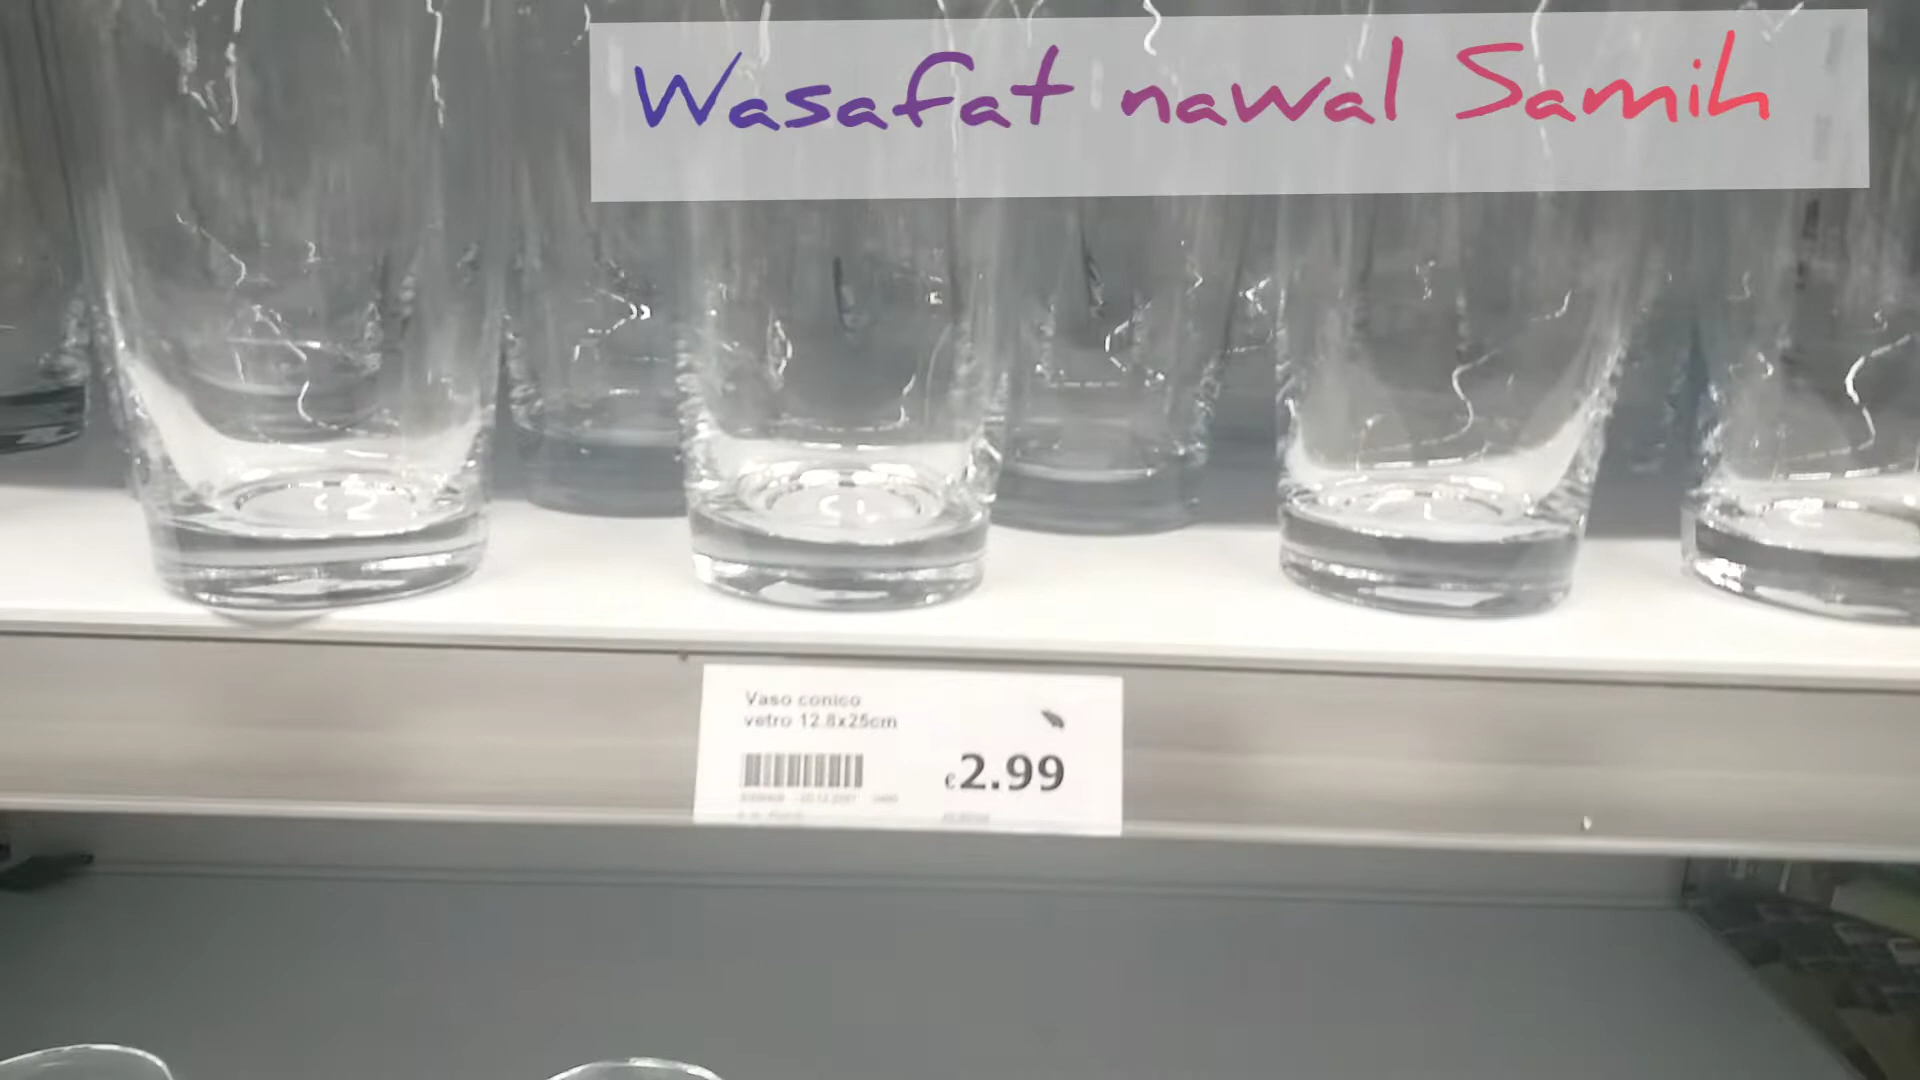 Wasafat nawal Samih
Vaso conico
vetro 12.8x25cm
€2.99